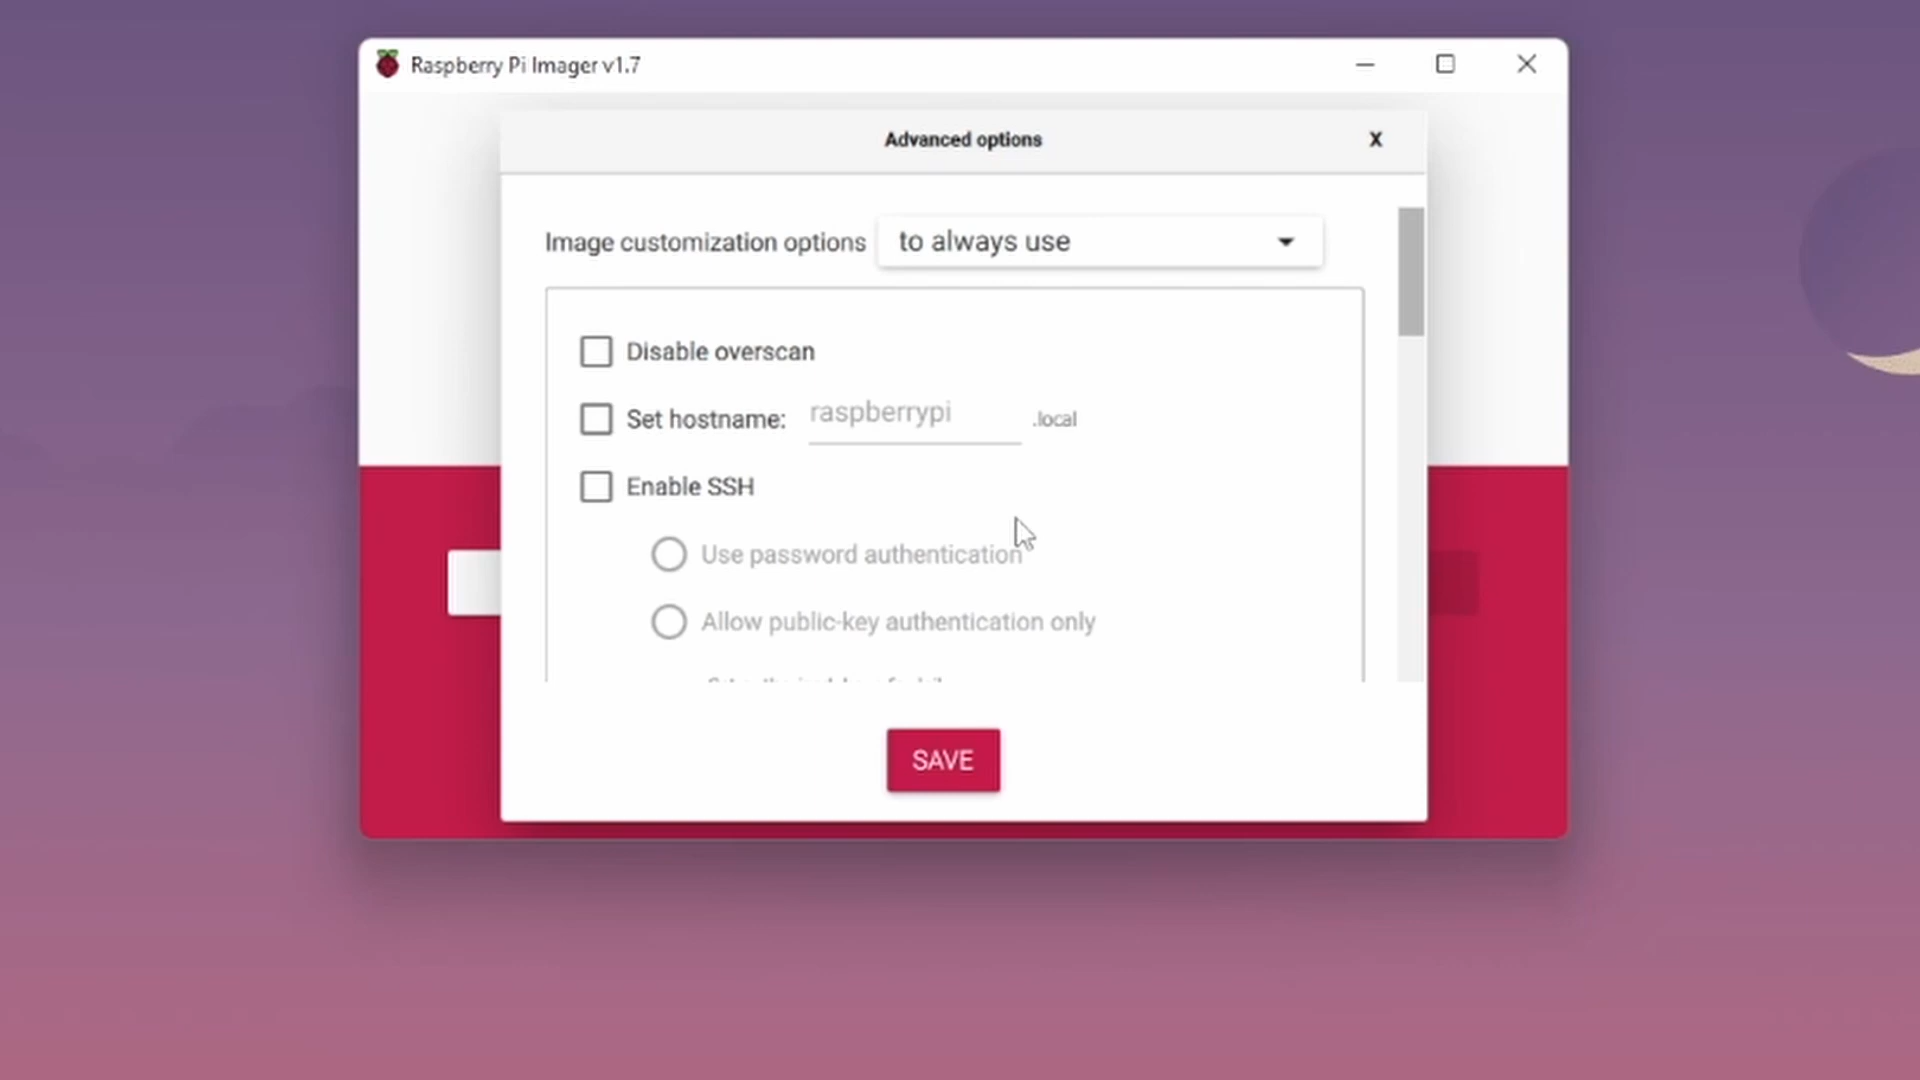 Raspberry Pi Imager v1.7
Advanced options
X
Image customization options to always use
Disable overscan
Set hostname: raspberrypi .local
Enable SSH
Use password authentication
Allow public-key authentication only
SAVE